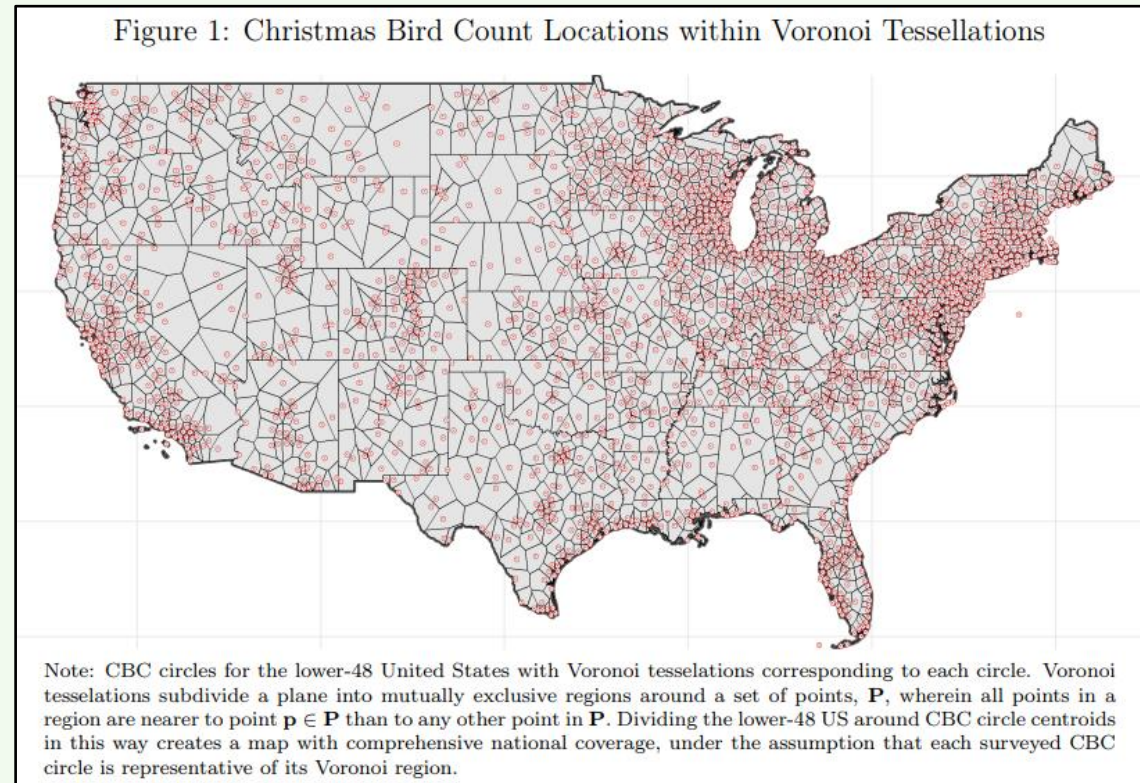 Figure 1: Christmas Bird Count Locations within Voronoi Tessellations
Note: CBC circles for the lower-48 United States with Voronoi tesselations corresponding to each circle. Voronoi
tesselations subdivide a plane into mutually exclusive regions around a set of points, P, wherein all points in a
region are nearer to point p ∈ P than to any other point in P. Dividing the lower-48 US around CBC circle centroids
in this way creates a map with comprehensive national coverage, under the assumption that each surveyed CBC
circle is representative of its Voronoi region.